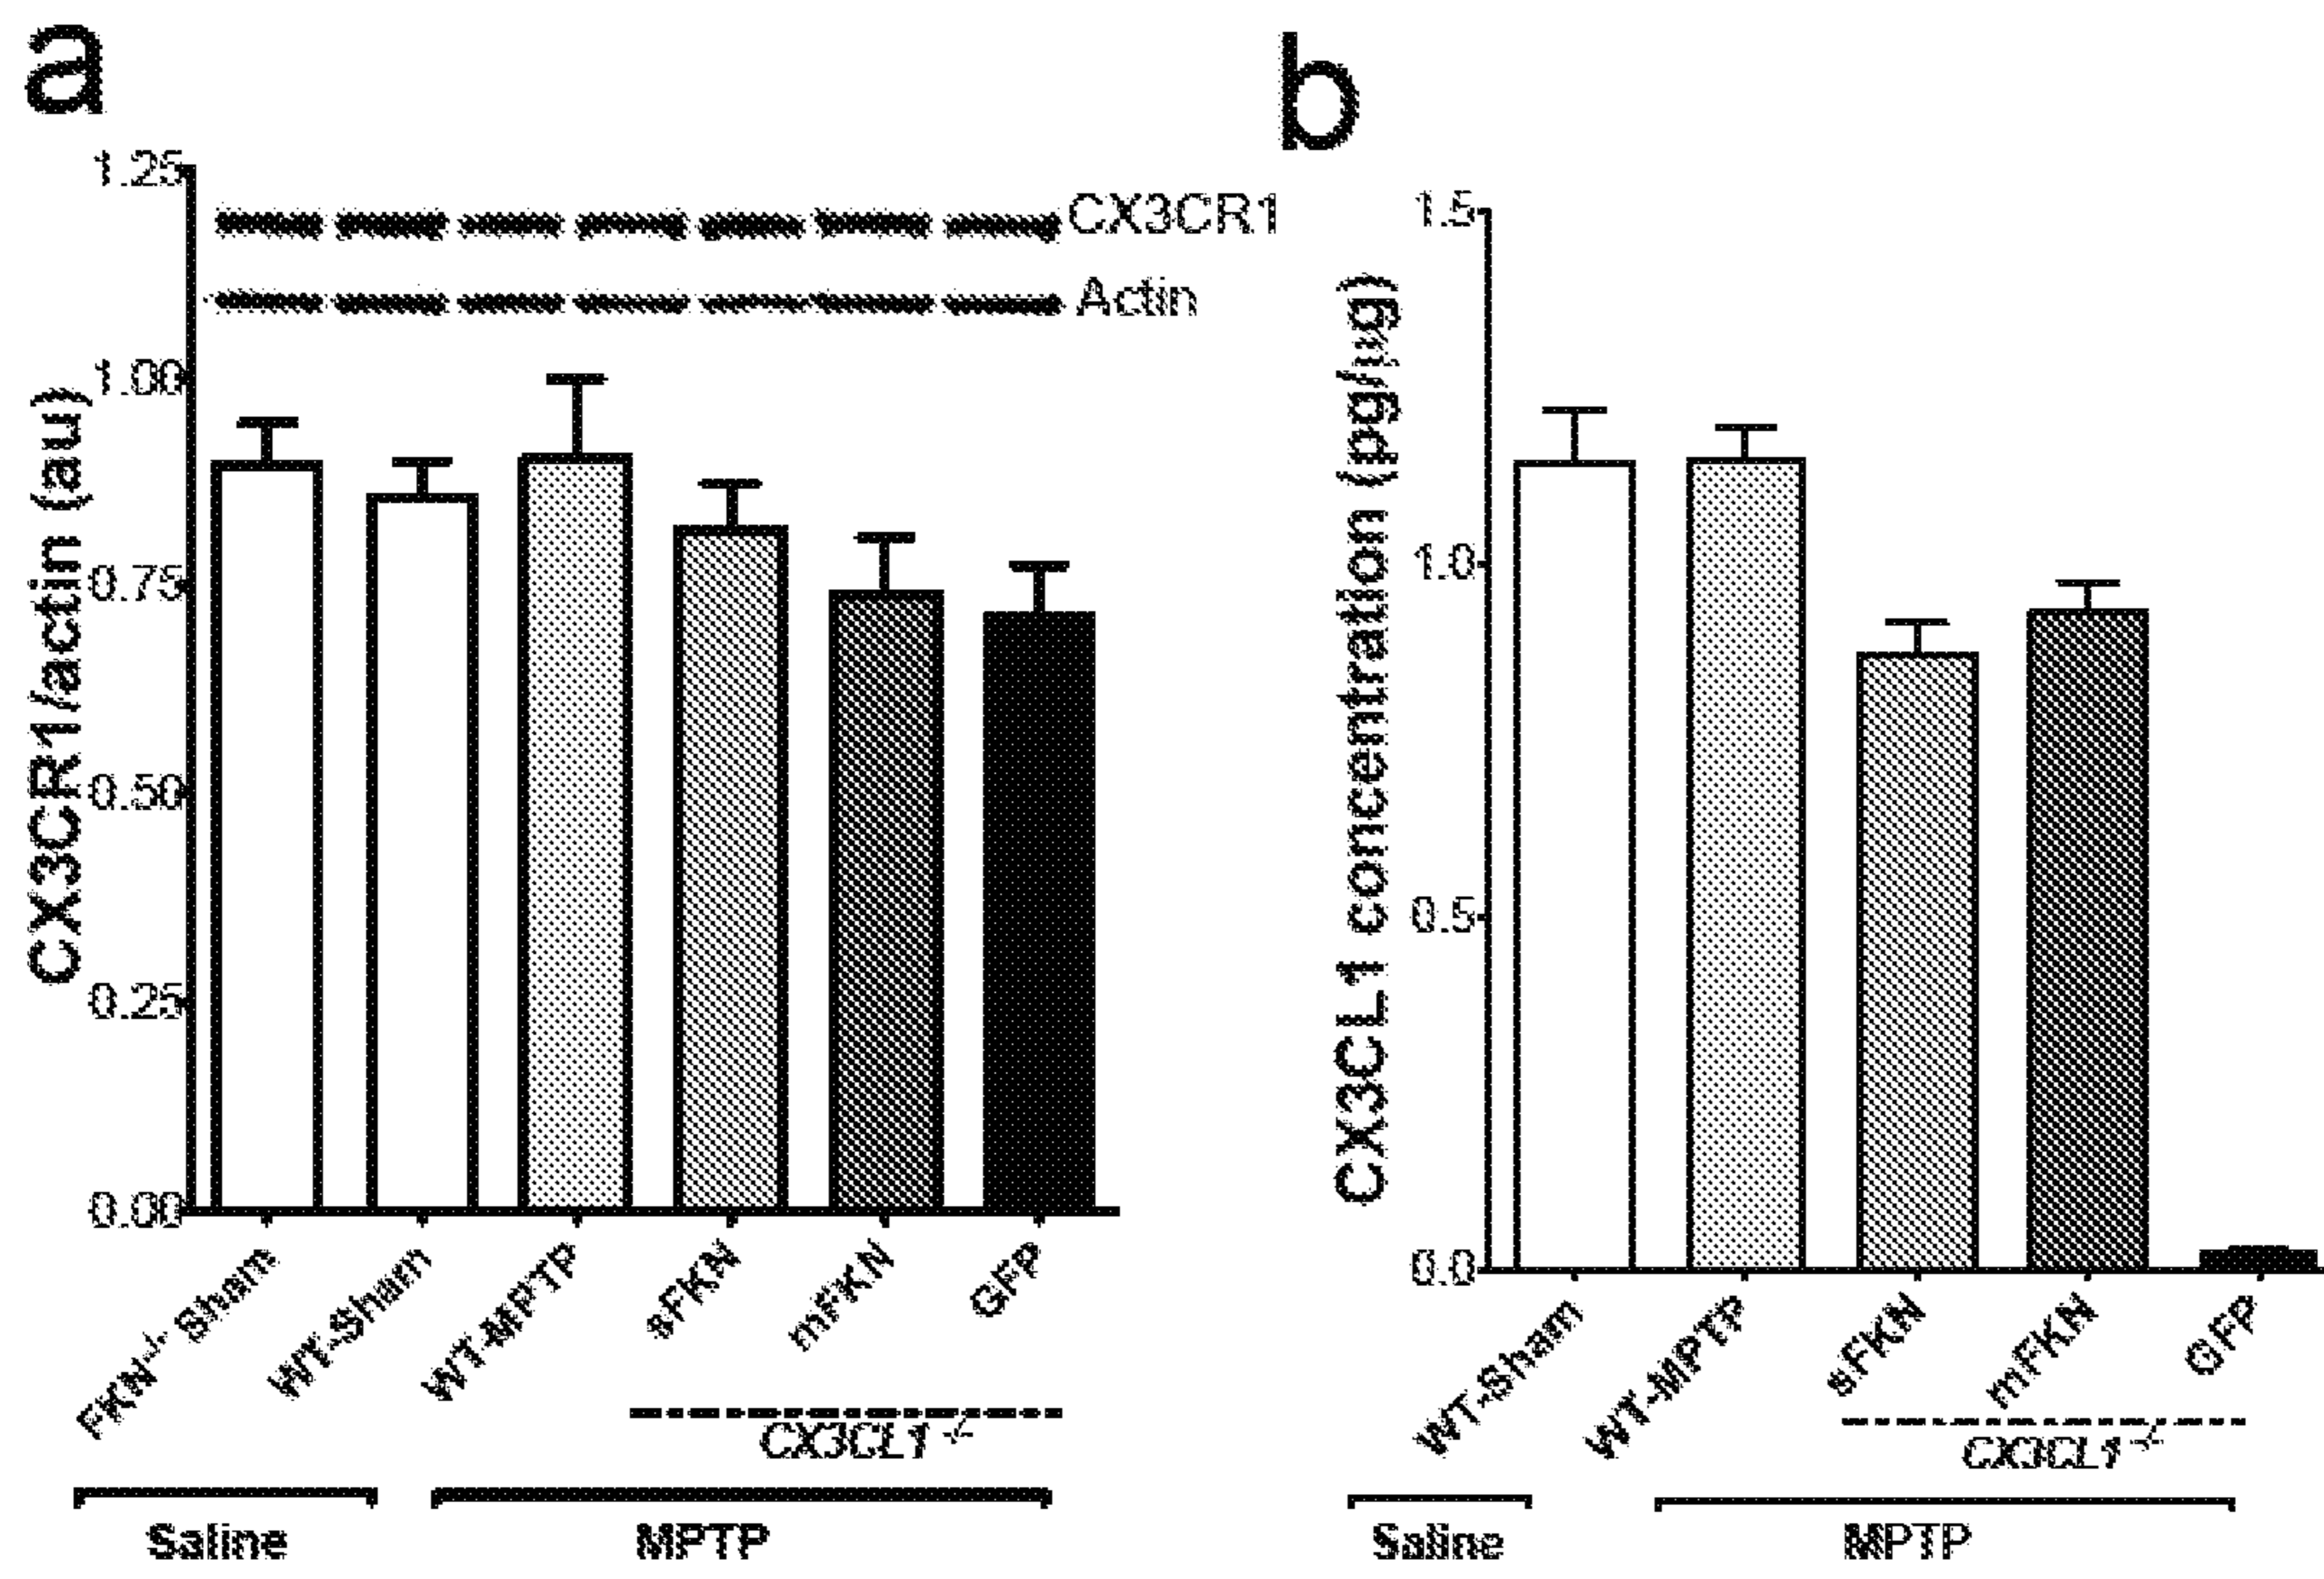 a
1.25
CX3CR1
Actin
1.00
0.75
0.50
0.25
0.00
CX3CR1/actin (au)
FKN-/- Sham
WT-Sham
WT-MPTP
sFKN
mFKN
GFP
CX3CL1 -/-
Saline
MPTP
b
1.5
1.0
0.5
0.0
CX3CL1 concentration (pg/µg)
WT-Sham
WT-MPTP
sFKN
mFKN
GFP
CX3CL1 -/-
Saline
MPTP